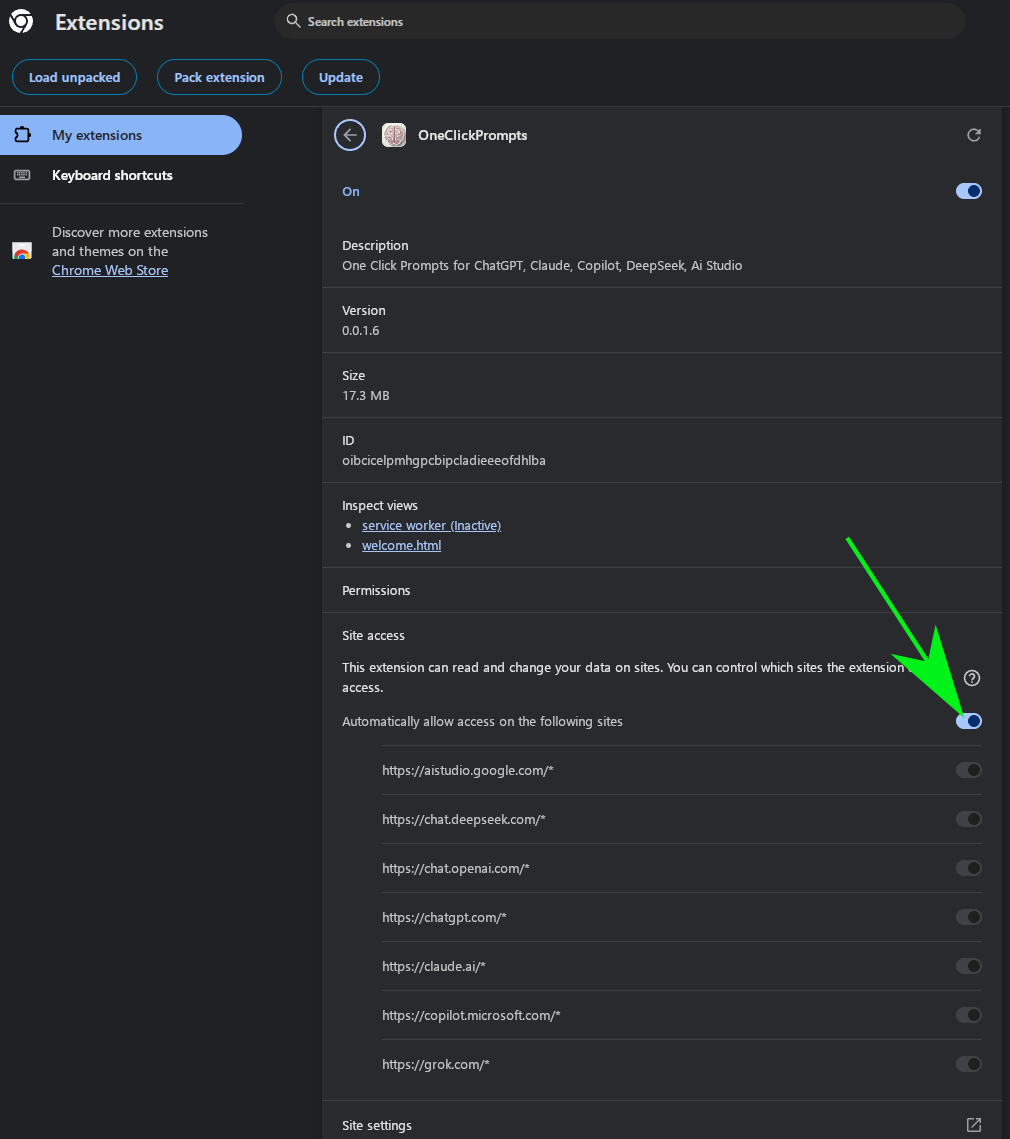 Extensions
Search extensions
Load unpacked
Pack extension
Update
My extensions
Keyboard shortcuts
Discover more extensions
and themes on the
Chrome Web Store
OneClickPrompts
On
Description
One Click Prompts for ChatGPT, Claude, Copilot, DeepSeek, Ai Studio
Version
0.0.1.6
Size
17.3 MB
ID
oibcicelpmhgpcbipcladieeeofdhlba
Inspect views
service worker (Inactive)
welcome.html
Permissions
Site access
This extension can read and change your data on sites. You can control which sites the extension
access.
Automatically allow access on the following sites
https://aistudio.google.com/*
https://chat.deepseek.com/*
https://chat.openai.com/*
https://chatgpt.com/*
https://claude.ai/*
https://copilot.microsoft.com/*
https://grok.com/*
Site settings